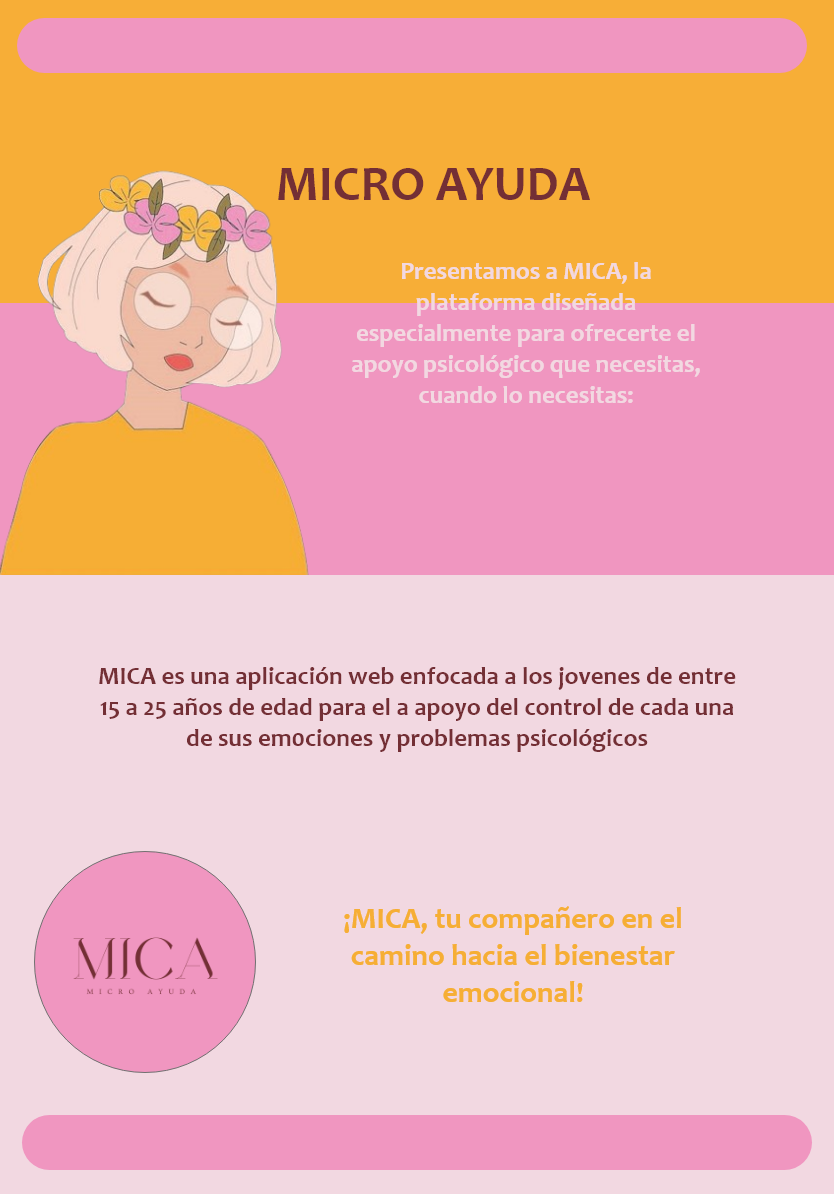 MICRO AYUDA
Presentamos a MICA, la
plataforma diseñada
especialmente para ofrecerte el
apoyo psicológico que necesitas,
cuando lo necesitas:
MICA es una aplicación web enfocada a los jovenes de entre
15 a 25 años de edad para el a apoyo del control de cada una
de sus em0ciones y problemas psicológicos
MICA
MICRO AYUDA
¡MICA, tu compañero en el
camino hacia el bienestar
emocional!